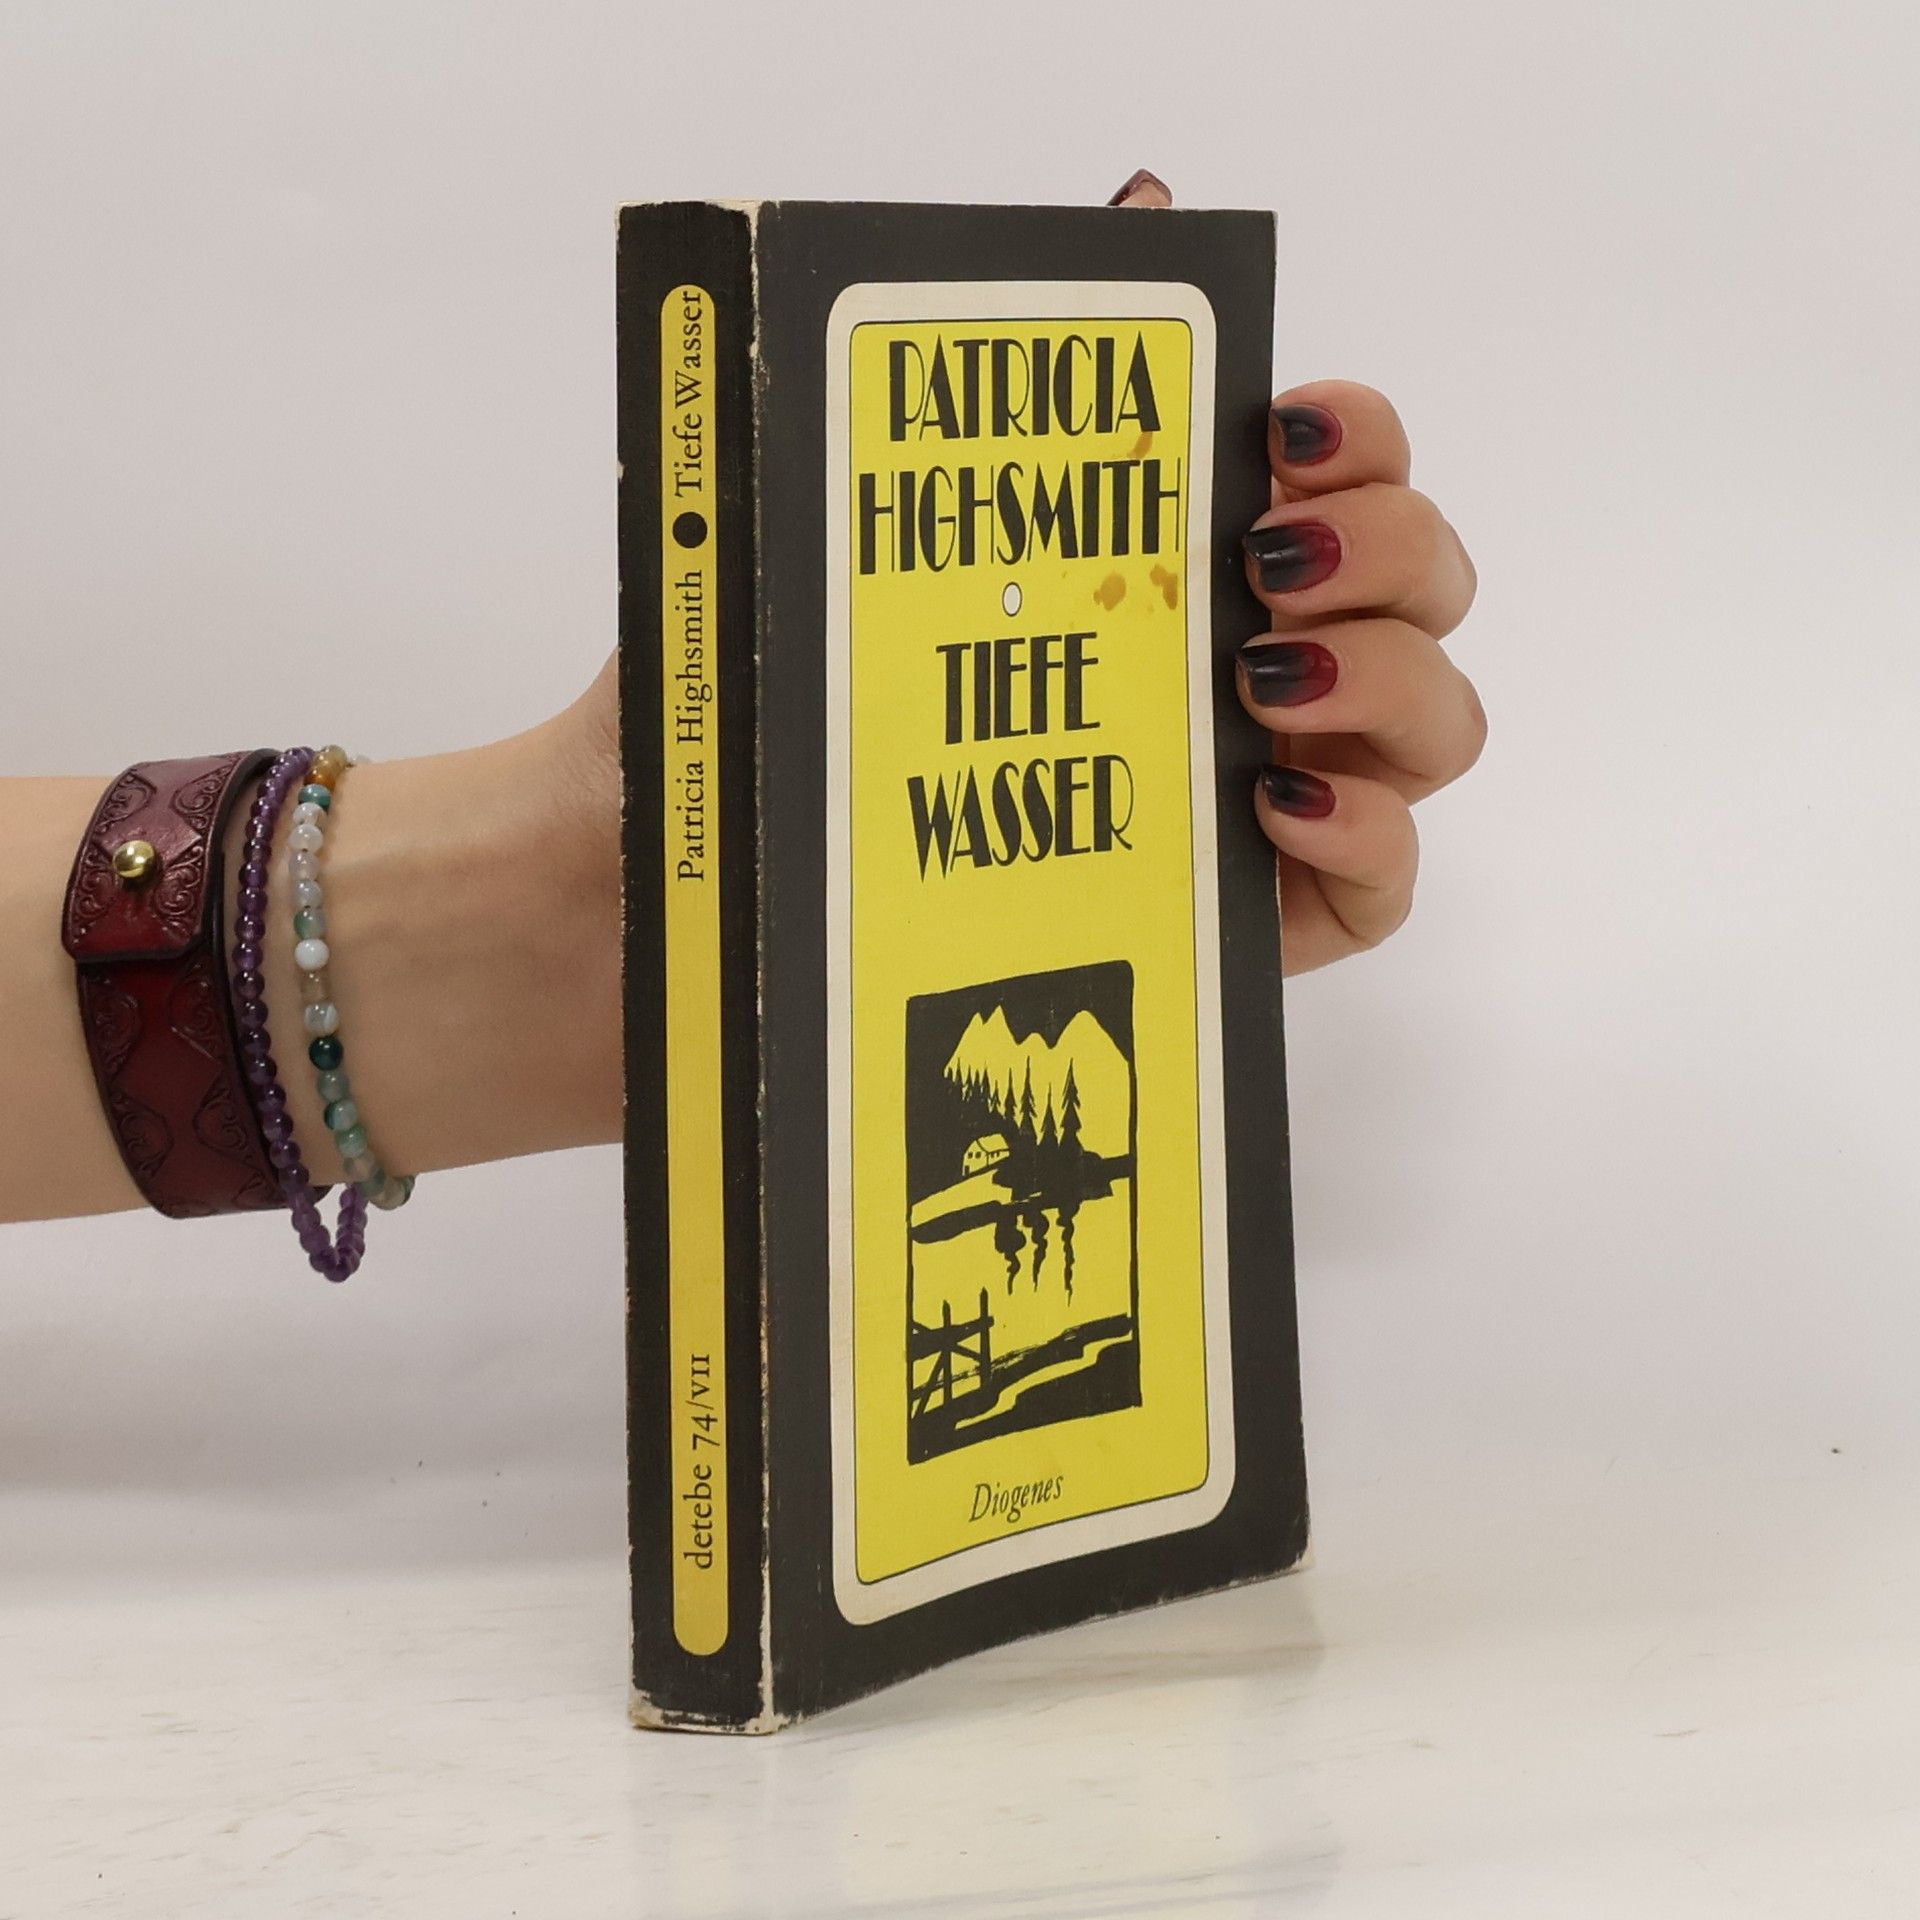 Patricia Highsmith ● Tiefe Wasser
detebe 74/VII
PATRICIA
HIGHSMITH
TIEFE
WASSER
Diogenes